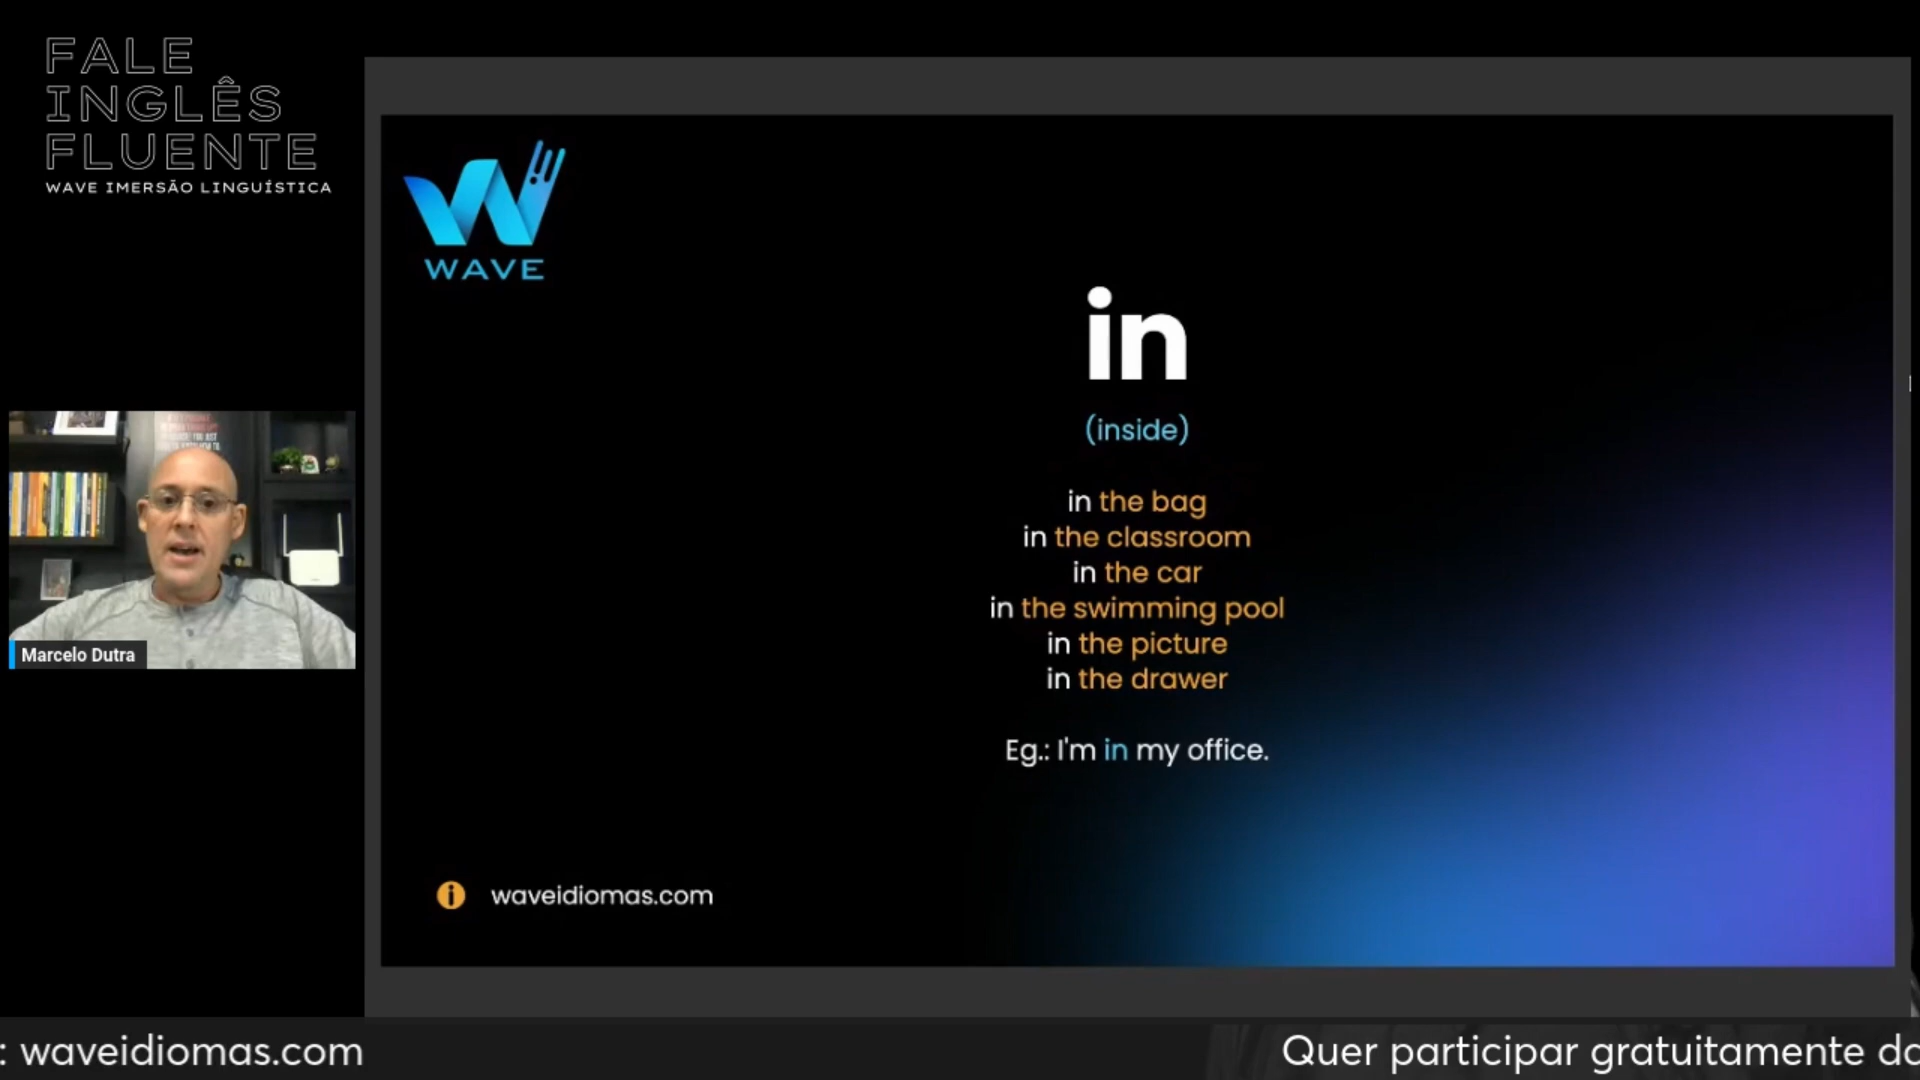 FALE
INGLÊS
FLUENTE
WAVE IMERSÃO LINGUÍSTICA
WAVE
in
(inside)
in the bag
in the classroom
in the car
in the swimming pool
in the picture
in the drawer
Eg.: I'm in my office.
Marcelo Dutra
waveidiomas.com
: waveidiomas.com
Quer participar gratuitamente